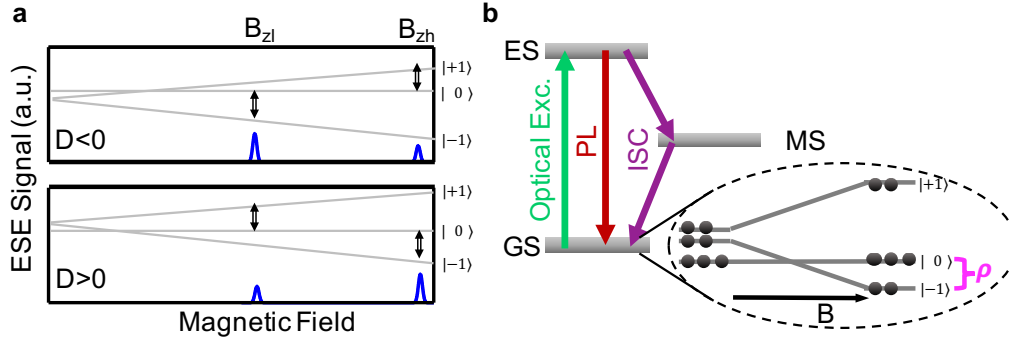 a
B_zl
B_zh
|+1⟩
| 0 ⟩
|−1⟩
D<0
|+1⟩
| 0 ⟩
|−1⟩
D>0
ESE Signal (a.u.)
Magnetic Field
b
ES
MS
GS
Optical Exc.
PL
ISC
|+1⟩
| 0 ⟩
|−1⟩
ρ
B